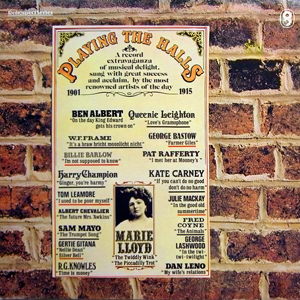 PLAYING THE HALLS
A record
extravaganza
of musical delight,
sung with great success
and acclaim, by the most
renowned artistes of the day
1901 1915
BEN ALBERT
"On the day King Edward
gets his crown on"
Queenie Leighton
"Love's Gramophone"
W.F. FRAME
"It's a braw bricht moonlicht nicht"
GEORGE BASTOW
"Farmer Giles"
BILLIE BARLOW
"I'm not supposed to know"
PAT RAFFERTY
"I met her at Mooney's"
Harry Champion
"Ginger, you're barmy"
KATE CARNEY
"If you can't do no good
don't do no harm"
TOM LEAMORE
"I used to be poor myself"
JULIE MACKAY
"In the good old
summertime"
ALBERT CHEVALIER
"The future Mrs. 'Awkins"
FRED
COYNE
"The Animals"
SAM MAYO
"The Trumpet Song"
GEORGE
LASHWOOD
"In the twi-
twi-twilight"
GERTIE GITANA
"Nellie Dean"
Silver Bell"
MARIE
LLOYD
"The Twiddly Wink"
"The Piccadilly Trot"
R.G. KNOWLES
"Time is money"
DAN LENO
"My wife's relations"